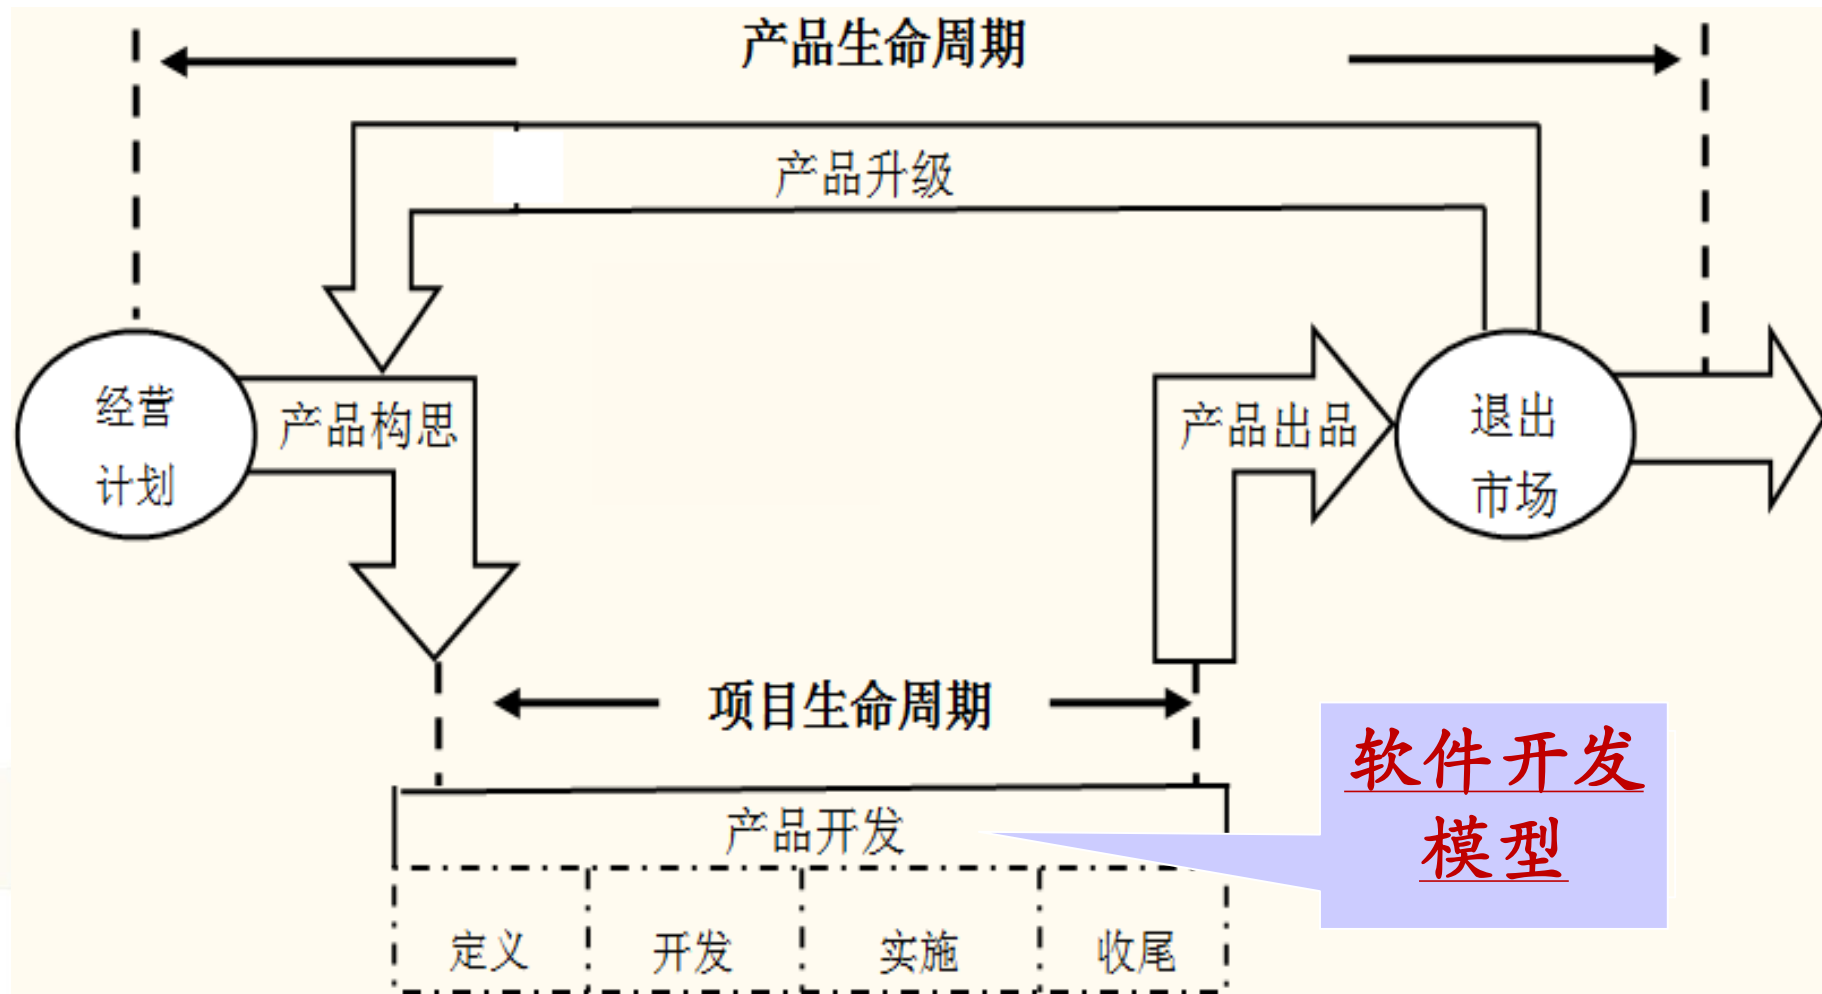 产品生命周期
产品升级
经营
计划
产品构思
产品出品
退出
市场
项目生命周期
软件开发
模型
产品开发
定义
开发
实施
收尾